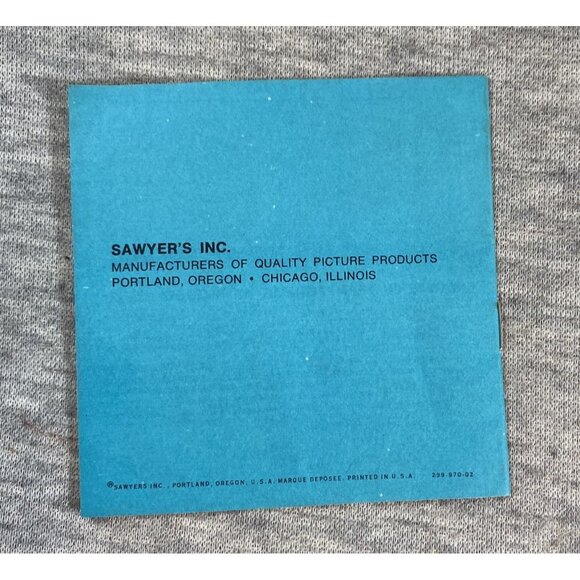 SAWYER'S INC.
MANUFACTURERS OF QUALITY PICTURE PRODUCTS
PORTLAND, OREGON • CHICAGO, ILLINOIS
®SAWYERS INC., PORTLAND, OREGON, U.S.A. MARQUE DEPOSEE. PRINTED IN U.S.A. 299-970-02